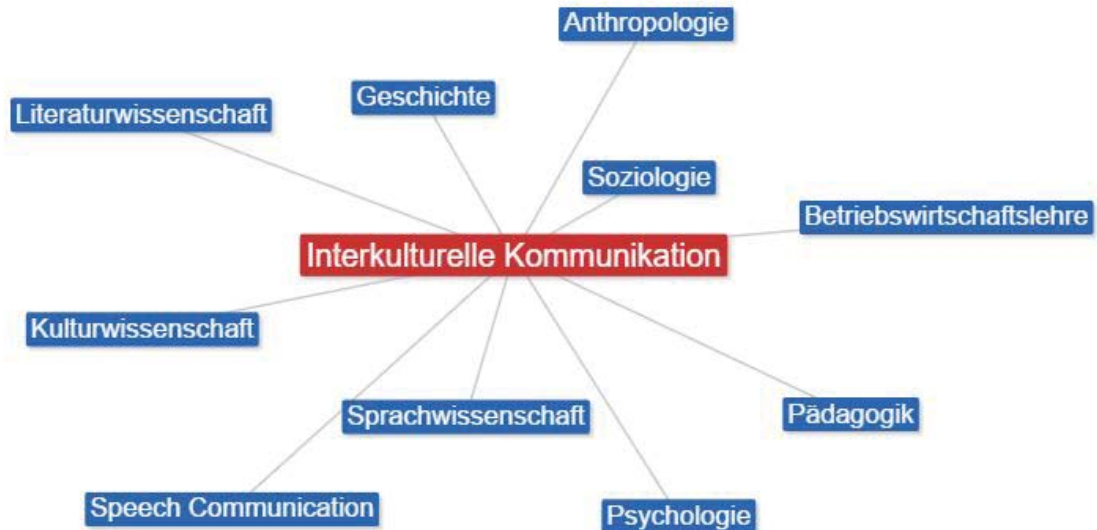 Anthropologie
Geschichte
Literaturwissenschaft
Soziologie
Betriebswirtschaftslehre
Interkulturelle Kommunikation
Kulturwissenschaft
Sprachwissenschaft
Pädagogik
Speech Communication
Psychologie